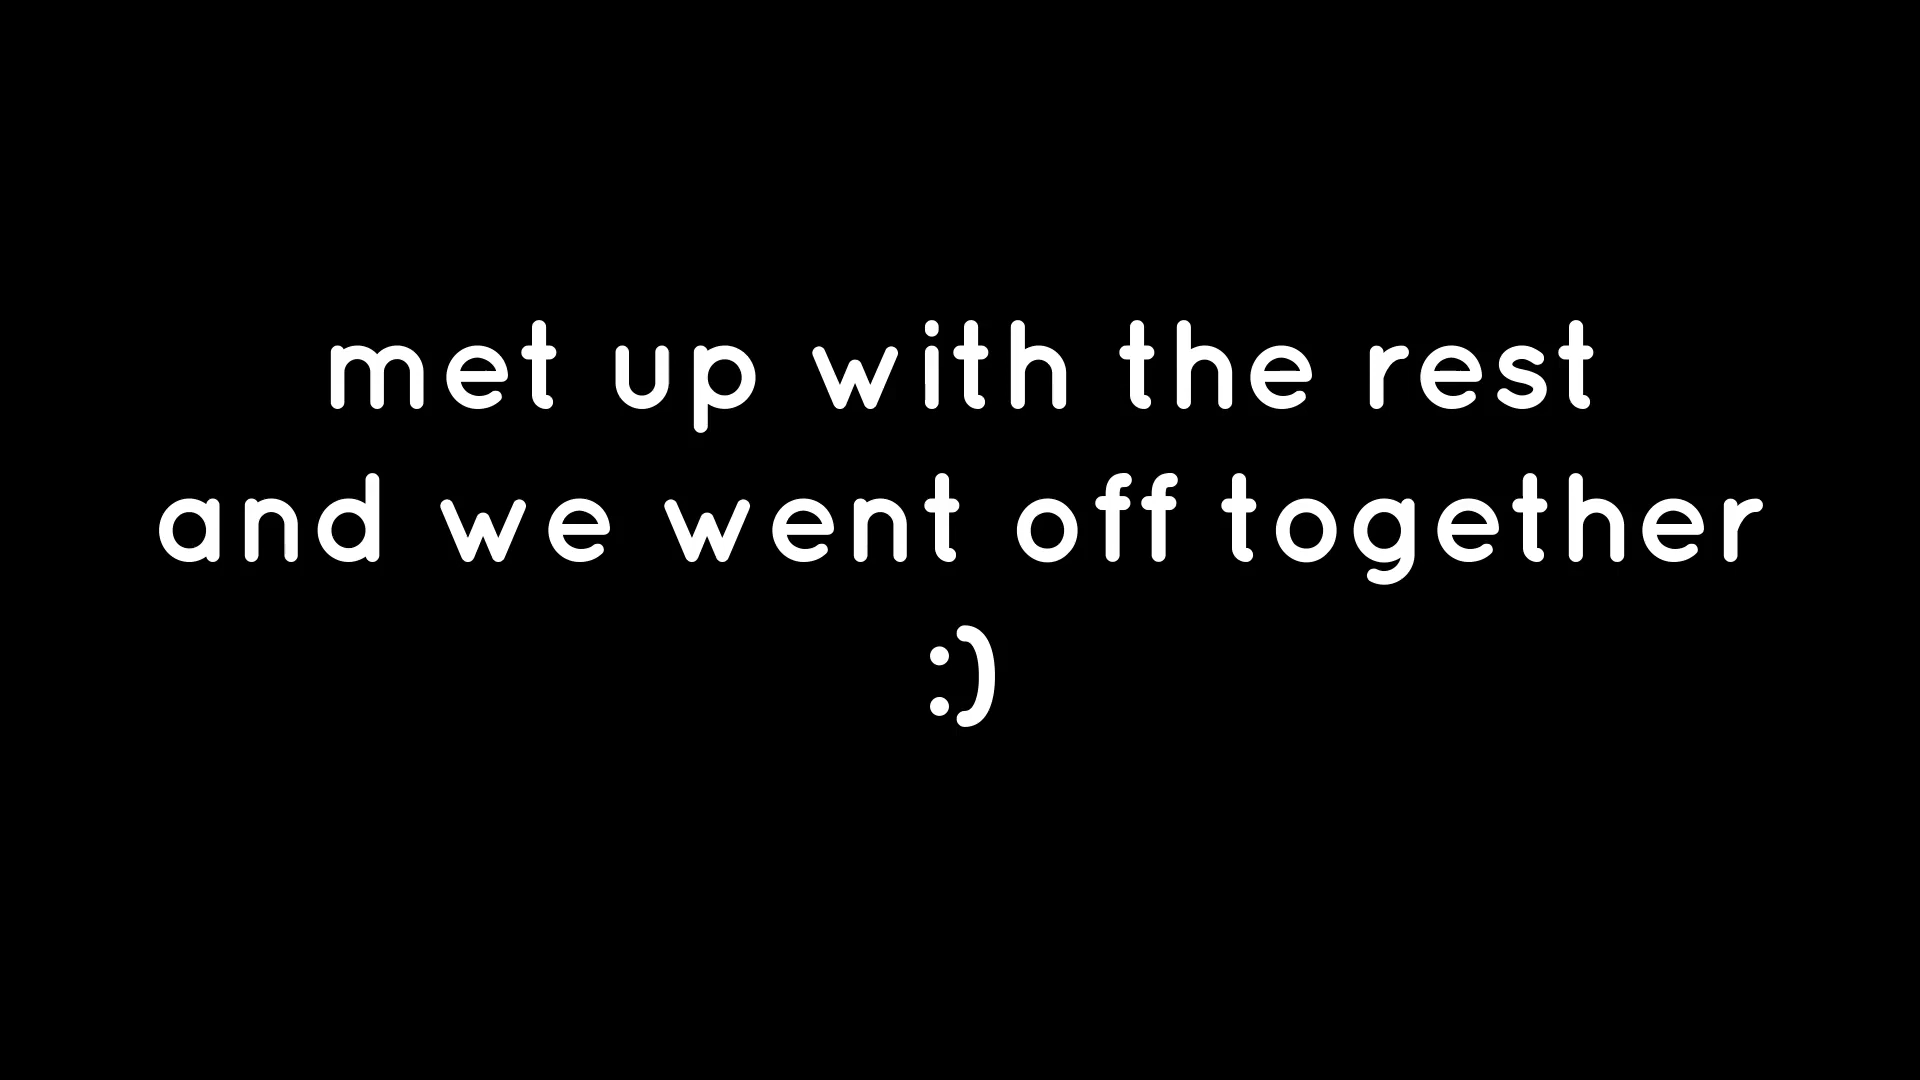 met up with the rest
and we went off together
:)